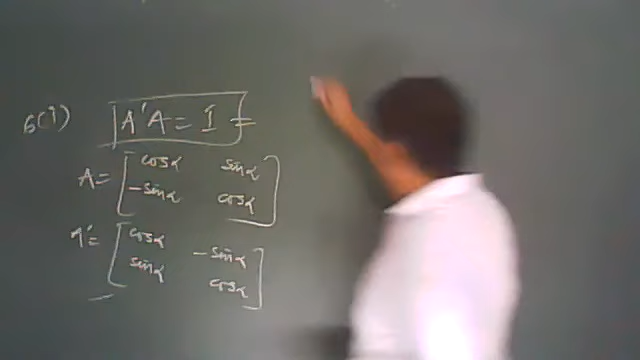 6(i) A'A = I =
A = [cosα sinα
-sinα cosα]
A' = [cosα -sinα
sinα cosα]